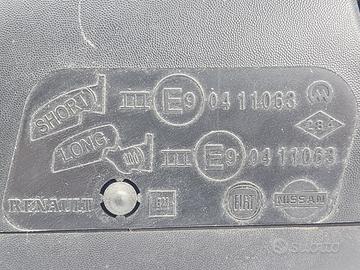 SHORT III E9 04 11063
284
LONG III E9 04 11063
RENAULT FIAT NISSAN
subito